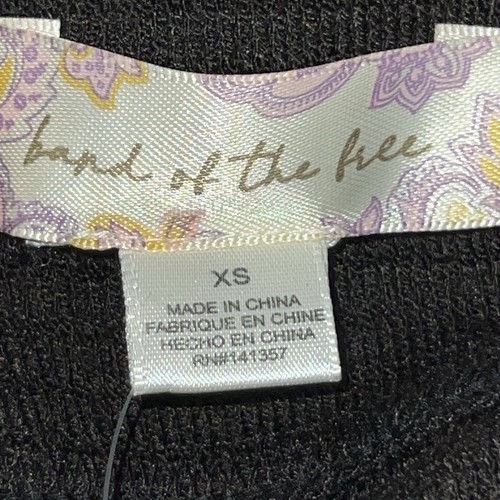 band of the free
XS
MADE IN CHINA
FABRIQUE EN CHINE
HECHO EN CHINA
RN#141357